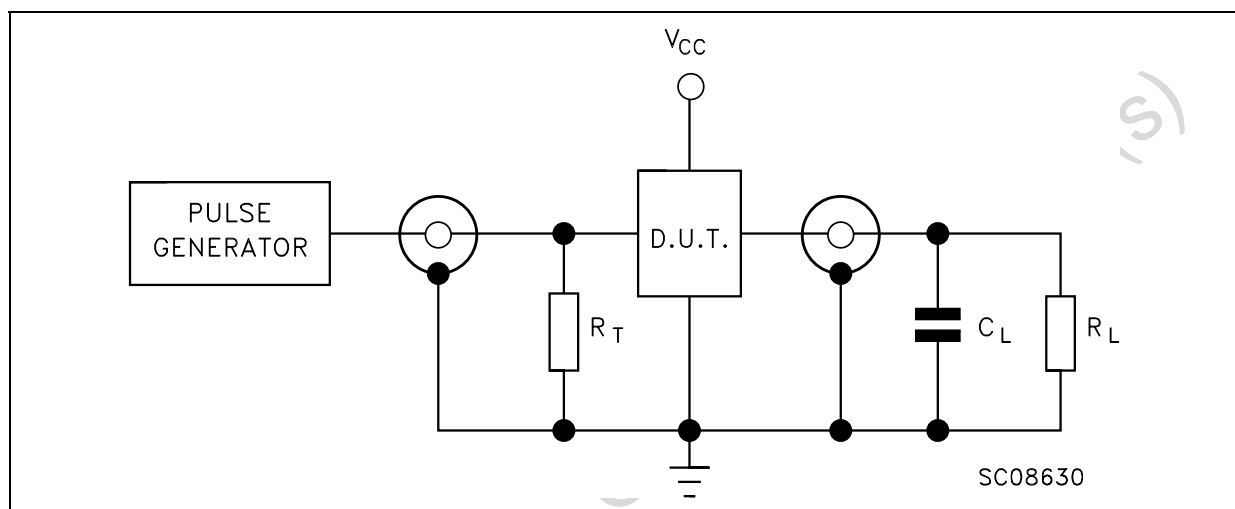 VCC
PULSE
GENERATOR
D.U.T.
RT
CL
RL
SC08630
(s)